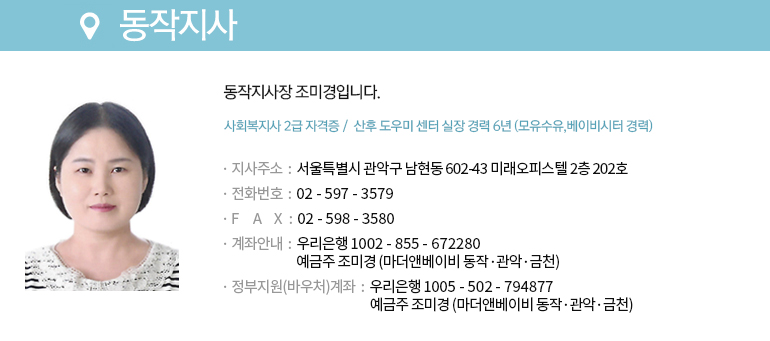 동작지사
동작지사장 조미경입니다.
사회복지사 2급 자격증 / 산후 도우미 센터 실장 경력 6년 (모유수유,베이비시터 경력)
· 지사주소 : 서울특별시 관악구 남현동 602-43 미래오피스텔 2층 202호
· 전화번호 : 02 - 597 - 3579
· F A X : 02 - 598 - 3580
· 계좌안내 : 우리은행 1002 - 855 - 672280
예금주 조미경 (마더앤베이비 동작·관악·금천)
· 정부지원(바우처)계좌 : 우리은행 1005 - 502 - 794877
예금주 조미경 (마더앤베이비 동작·관악·금천)